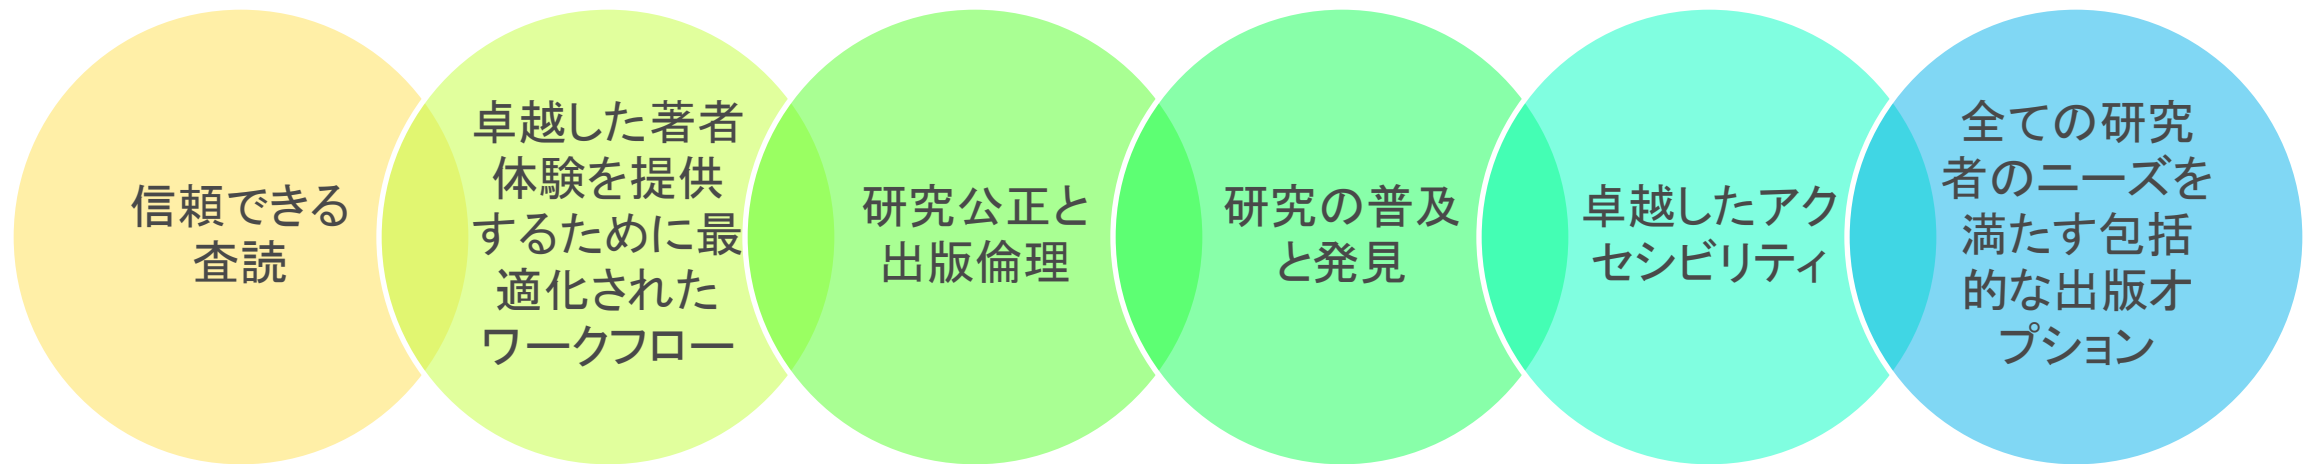 信頼できる
査読
卓越した著者
体験を提供
するために最
適化された
ワークフロー
研究公正と
出版倫理
研究の普及
と発見
卓越したアク
セシビリティ
全ての研究
者のニーズを
満たす包括
的な出版オ
プション